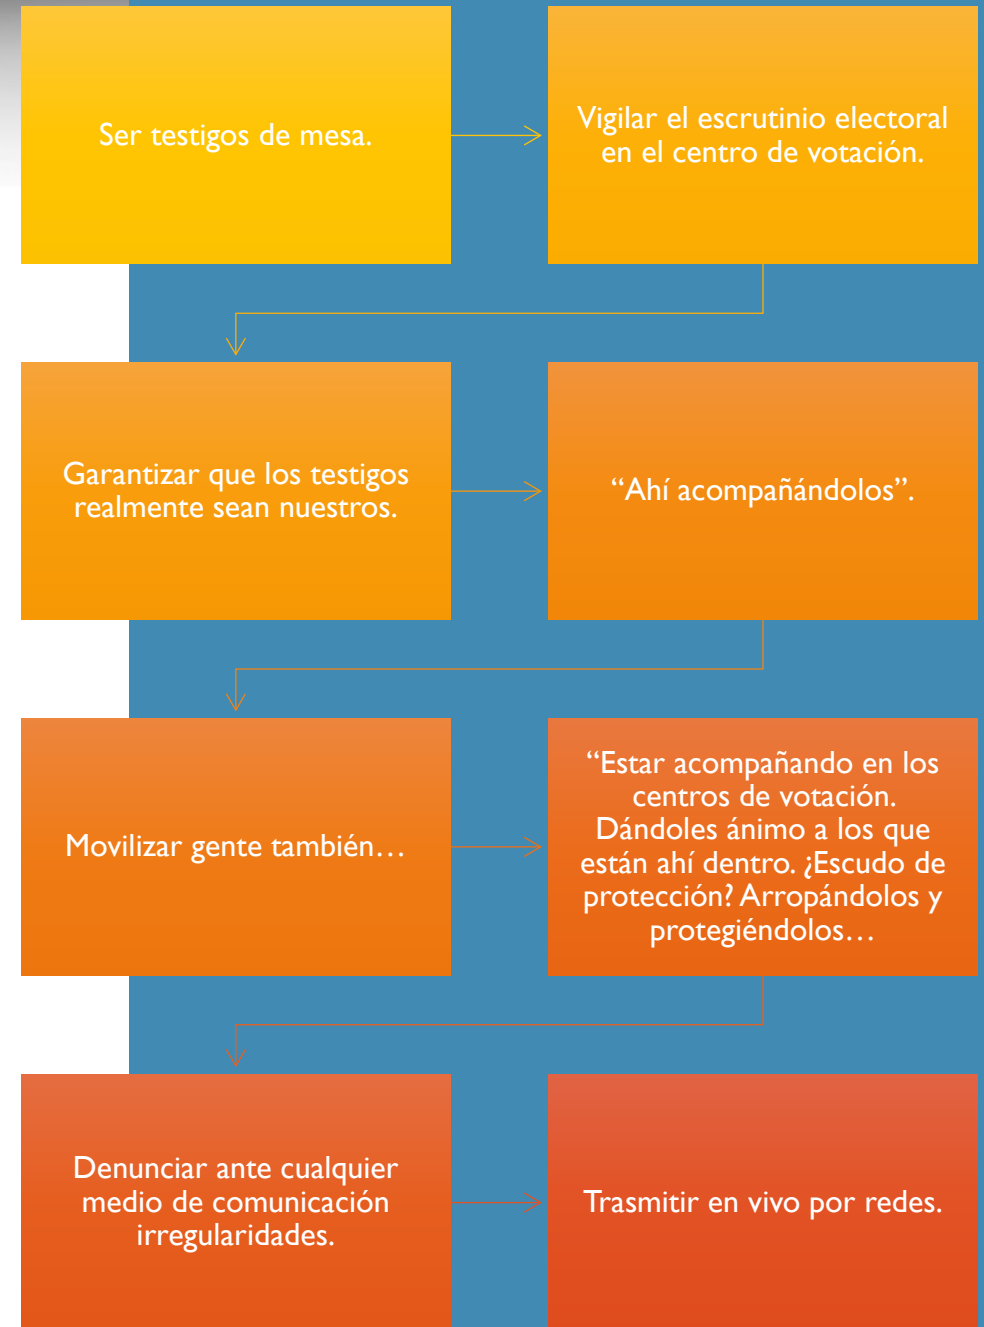 Ser testigos de mesa.
Vigilar el escrutinio electoral
en el centro de votación.
Garantizar que los testigos
realmente sean nuestros.
“Ahí acompañándolos”.
Movilizar gente también…
“Estar acompañando en los
centros de votación.
Dándoles ánimo a los que
están ahí dentro. ¿Escudo de
protección? Arropándolos y
protegiéndolos…
Denunciar ante cualquier
medio de comunicación
irregularidades.
Trasmitir en vivo por redes.